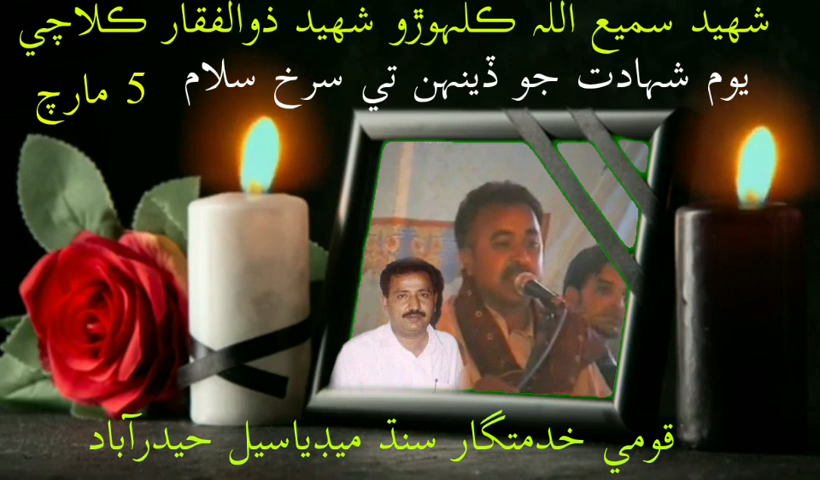 شهيد سميع اللہ ڪلهوڙو شهيد ذوالفقار ڪلاچي
يوم شهادت جو ڏينهن تي سرخ سلام
5 مارچ
قومي خدمتگار سنڌ ميڊياسيل حيدرآباد